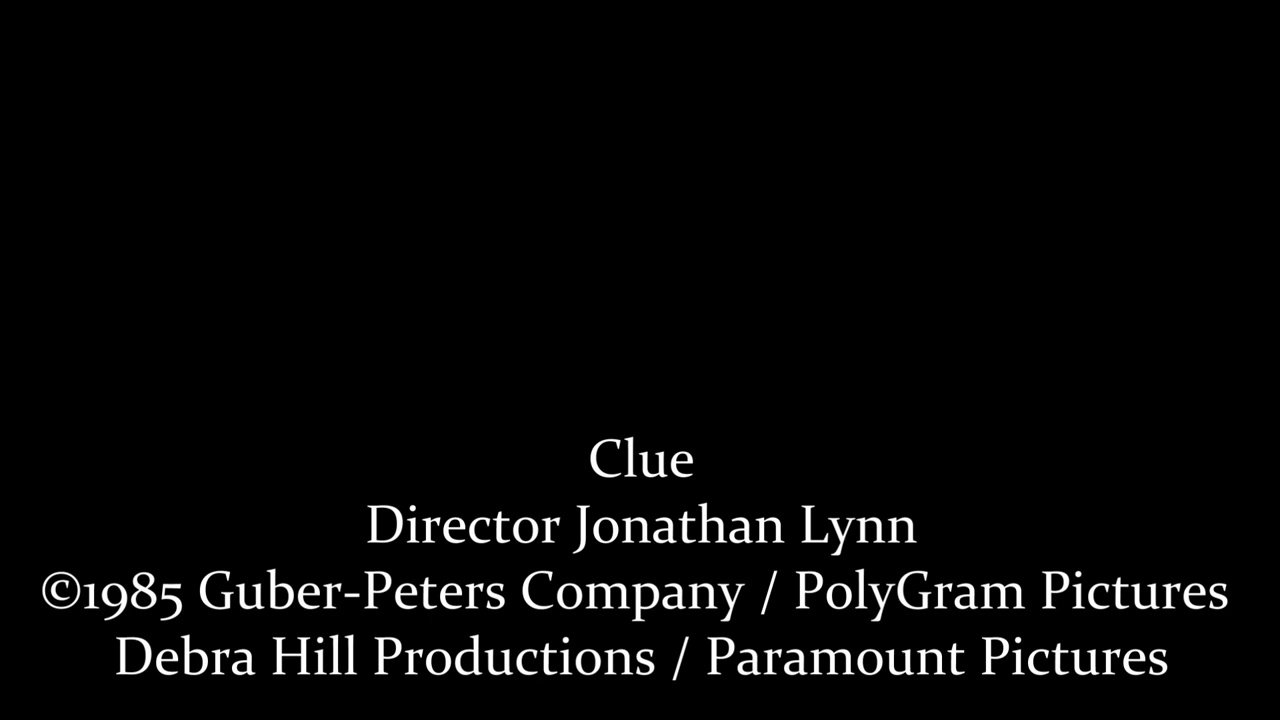 Clue
Director Jonathan Lynn
©1985 Guber-Peters Company / PolyGram Pictures
Debra Hill Productions / Paramount Pictures